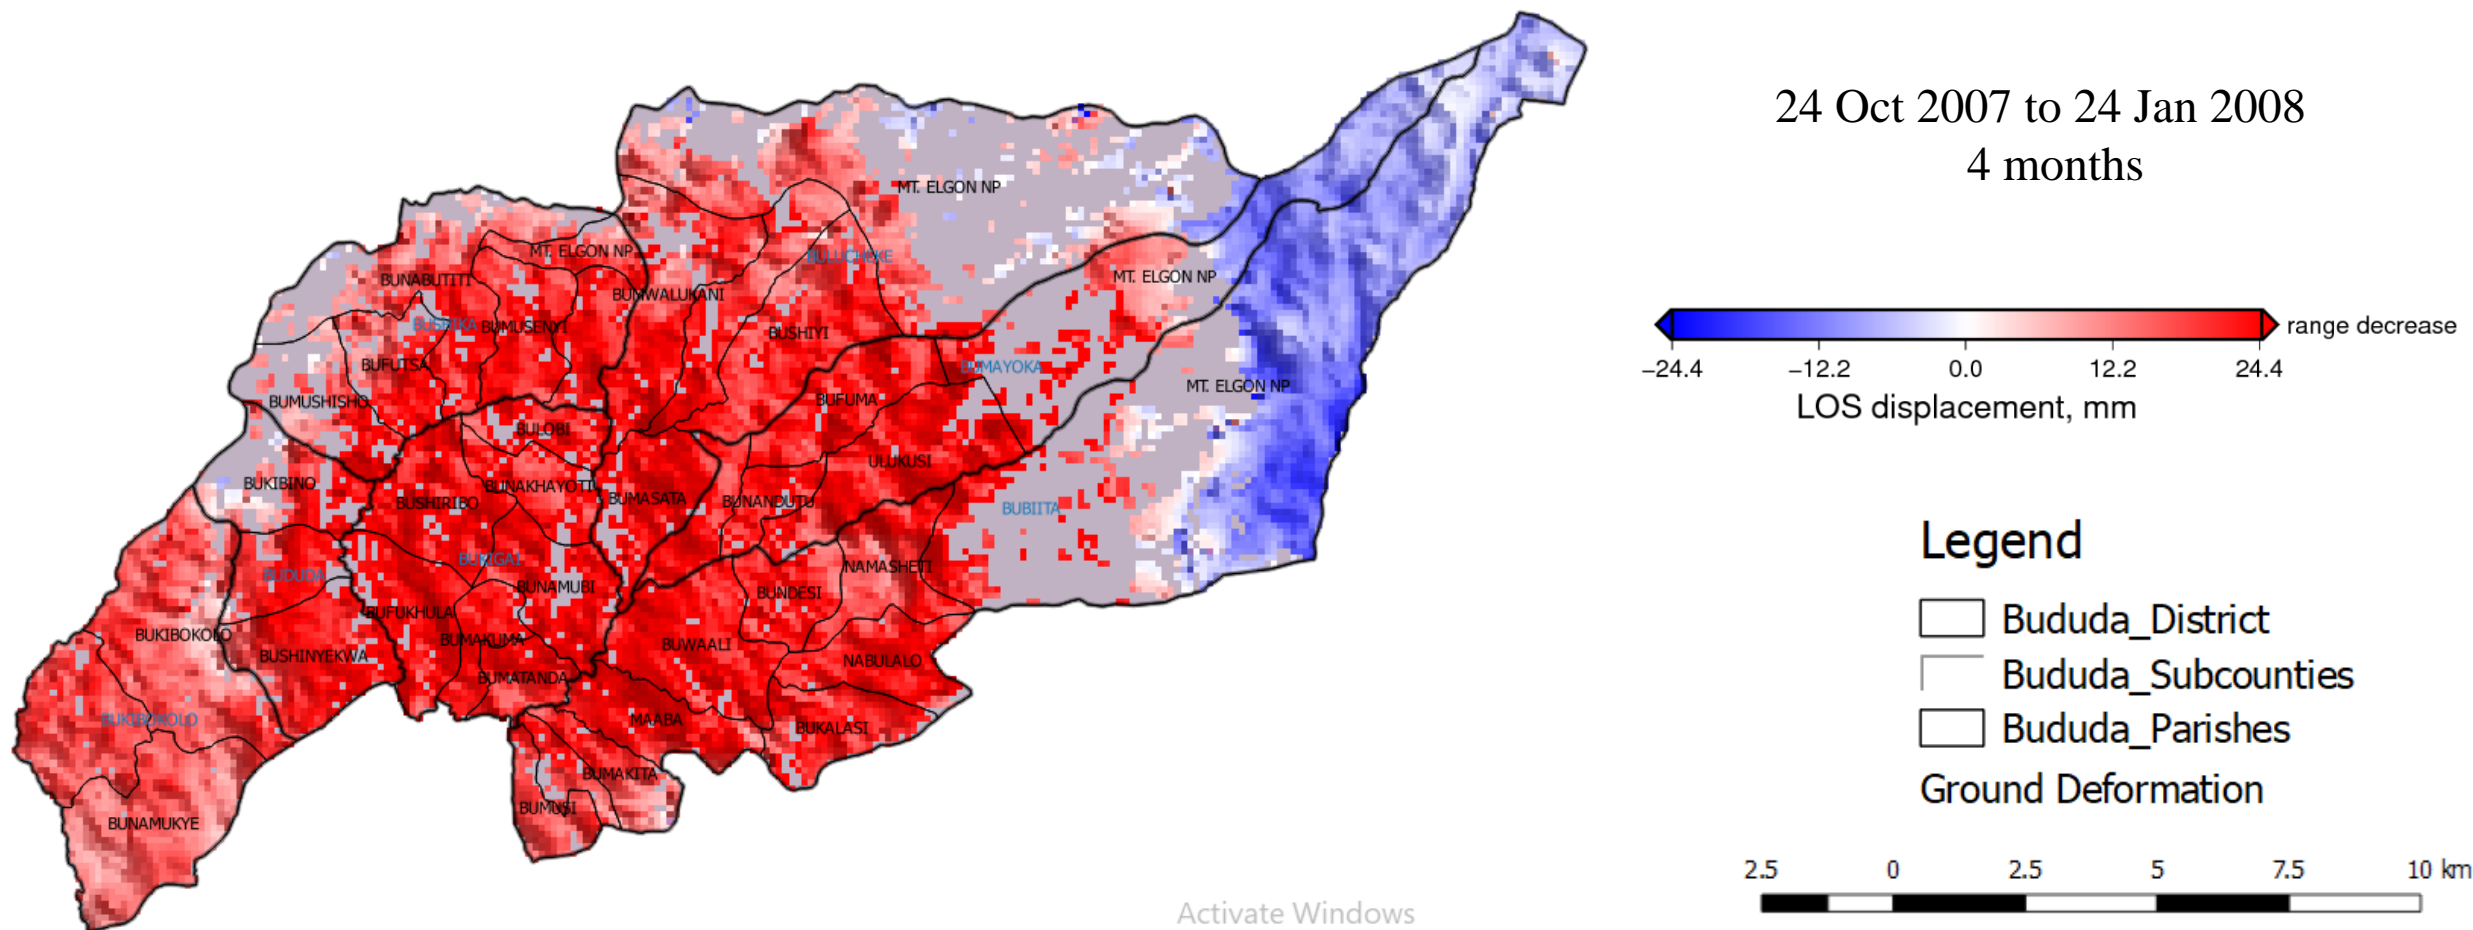 24 Oct 2007 to 24 Jan 2008
4 months
MT. ELGON NP
MT. ELGON NP
BULUCHEKE
MT. ELGON NP
BUNABUTITI
BUMWALUKANI
BUSHIKA BUMUSENYI
BUSHIYI
BUFUTSA
BUMAYOKA
MT. ELGON NP
BUMUSHISHO
BUFUMA
BULOBI
ULUKUSI
BUKIBINO
BUNAKHAYOTI
BUSHIRIBO
BUMASATA
BUNANDUTU
BUBIITA
BUKIGAI
NAMASHETI
BUDUDA
BUNAMUBI
BUNDESI
BUFUKHULA
BUKIBOKOLO
BUMAKUMA
BUWAALI
BUSHINYEKWA
NABULALO
BUMATANDA
BUKIBOKOLO
MAABA
BUKALASI
BUMAKITA
BUMUSI
BUNAMUKYE
range decrease
−24.4 −12.2 0.0 12.2 24.4
LOS displacement, mm
Legend
Bududa_District
Bududa_Subcounties
Bududa_Parishes
Ground Deformation
2.5 0 2.5 5 7.5 10 km
Activate Windows